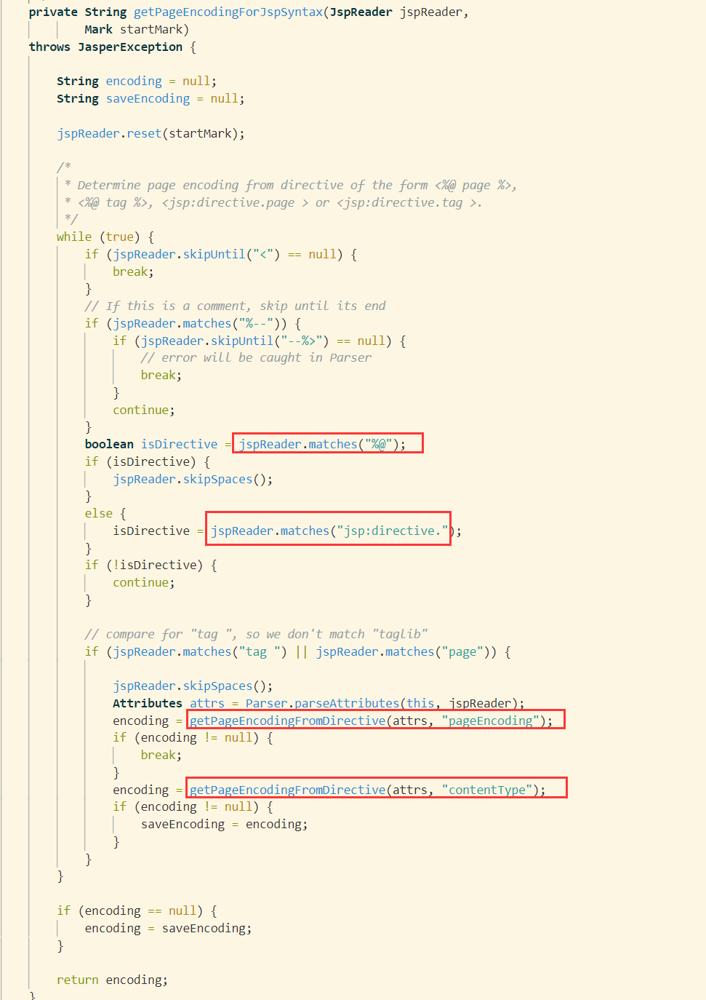 private String getPageEncodingForJspSyntax(JspReader jspReader,
Mark startMark)
throws JasperException {
String encoding = null;
String saveEncoding = null;
jspReader.reset(startMark);
/*
* Determine page encoding from directive of the form <%@ page %>,
* <%@ tag %>, <jsp:directive.page > or <jsp:directive.tag >.
*/
while (true) {
if (jspReader.skipUntil("<") == null) {
break;
}
// If this is a comment, skip until its end
if (jspReader.matches("%--")) {
if (jspReader.skipUntil("--%>") == null) {
// error will be caught in Parser
break;
}
continue;
}
boolean isDirective = jspReader.matches("%@");
if (isDirective) {
jspReader.skipSpaces();
}
else {
isDirective = jspReader.matches("jsp:directive.");
}
if (!isDirective) {
continue;
}
// compare for "tag ", so we don't match "taglib"
if (jspReader.matches("tag ") || jspReader.matches("page")) {
jspReader.skipSpaces();
Attributes attrs = Parser.parseAttributes(this, jspReader);
encoding = getPageEncodingFromDirective(attrs, "pageEncoding");
if (encoding != null) {
break;
}
encoding = getPageEncodingFromDirective(attrs, "contentType");
if (encoding != null) {
saveEncoding = encoding;
}
}
}
if (encoding == null) {
encoding = saveEncoding;
}
return encoding;
}